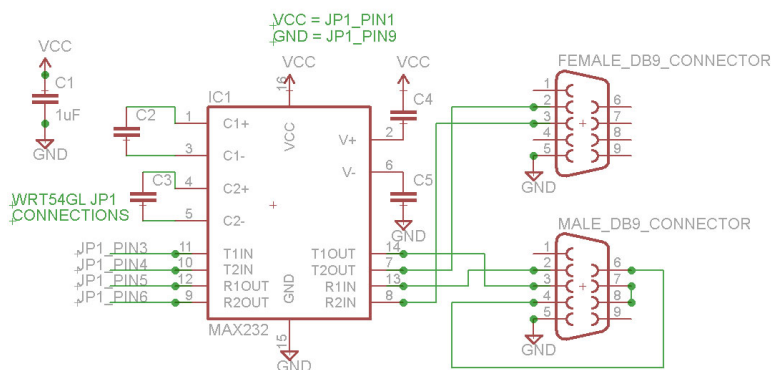 VCC = JP1_PIN1
GND = JP1_PIN9
VCC
C1
1uF
GND
C2
C3
WRT54GL JP1
CONNECTIONS
JP1_PIN3
JP1_PIN4
JP1_PIN5
JP1_PIN6
IC1
VCC
16
VCC
1 C1+
3 C1-
4 C2+
5 C2-
11 T1IN
10 T2IN
12 R1OUT
9 R2OUT
V+ 2
V- 6
T1OUT 14
T2OUT 7
R1IN 13
R2IN 8
GND
15
MAX232
GND
VCC
C4
C5
GND
FEMALE_DB9_CONNECTOR
1
2
3
4
5
6
7
8
9
GND
MALE_DB9_CONNECTOR
1
2
3
4
5
6
7
8
9
GND